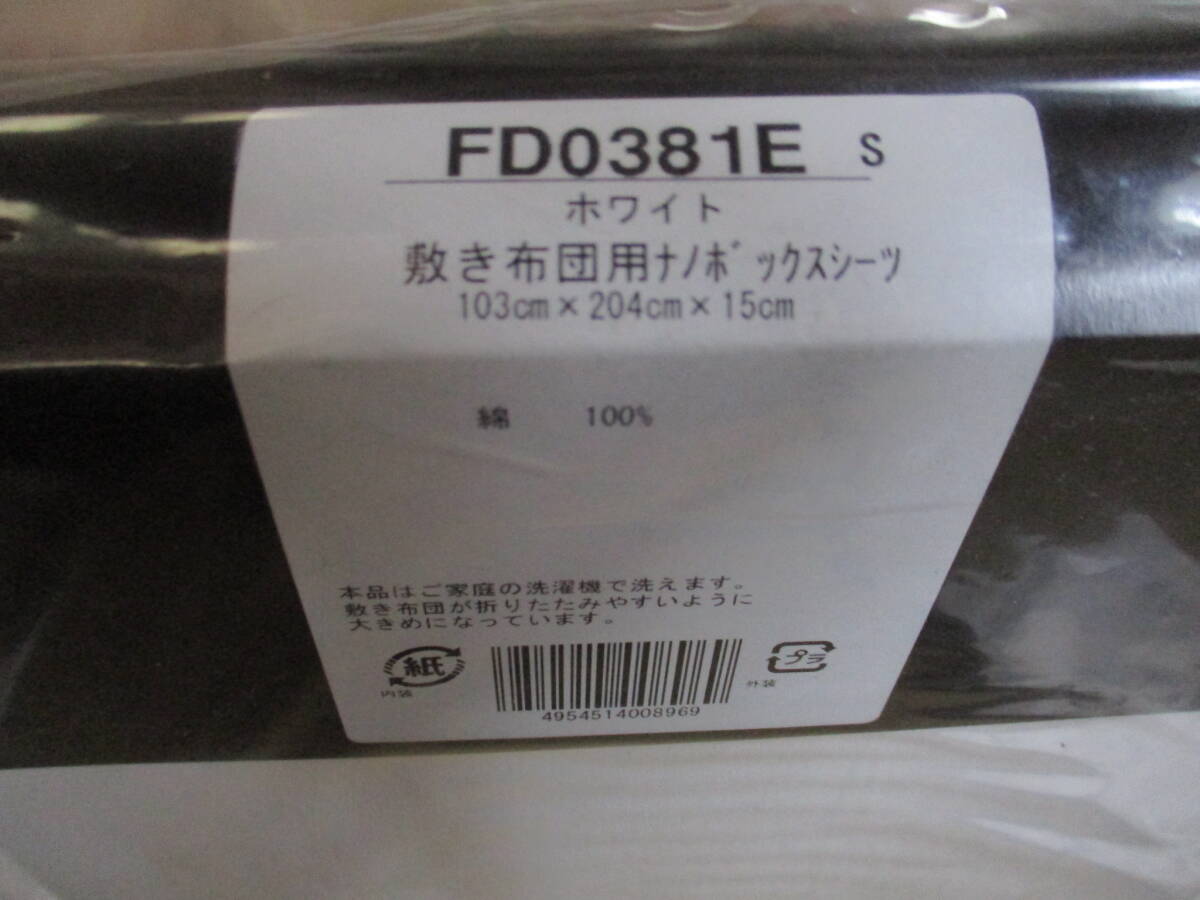 FD0381E S
ホワイト
敷き布団用ﾅﾉﾎﾞｯｸｽｼｰﾂ
103cm×204cm×15cm
綿 100%
本品はご家庭の洗濯機で洗えます。
敷き布団が折りたたみやすいように
大きめになっています。
紙 プラ
内装 外装
4954514008969